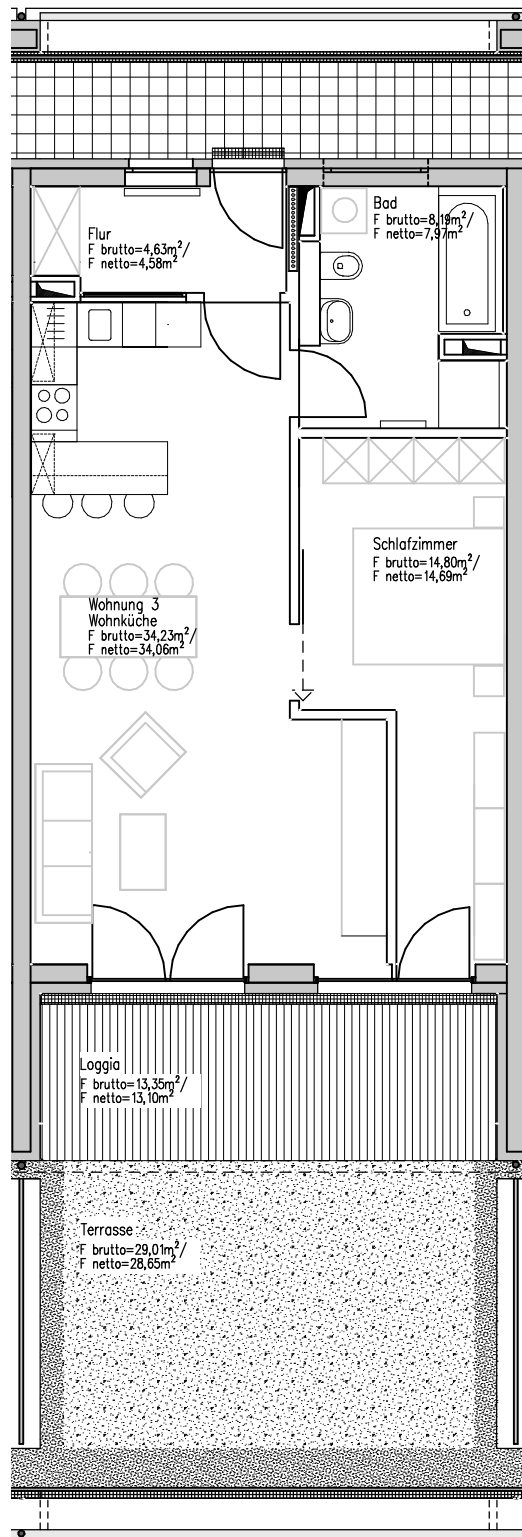 Flur
F brutto=4,63m²/
F netto=4,58m²
Bad
F brutto=8,19m²/
F netto=7,97m²
Schlafzimmer
F brutto=14,80m²/
F netto=14,69m²
Wohnung 3
Wohnküche
F brutto=34,23m²/
F netto=34,06m²
Loggia
F brutto=13,35m²/
F netto=13,10m²
Terrasse
F brutto=29,01m²/
F netto=28,65m²